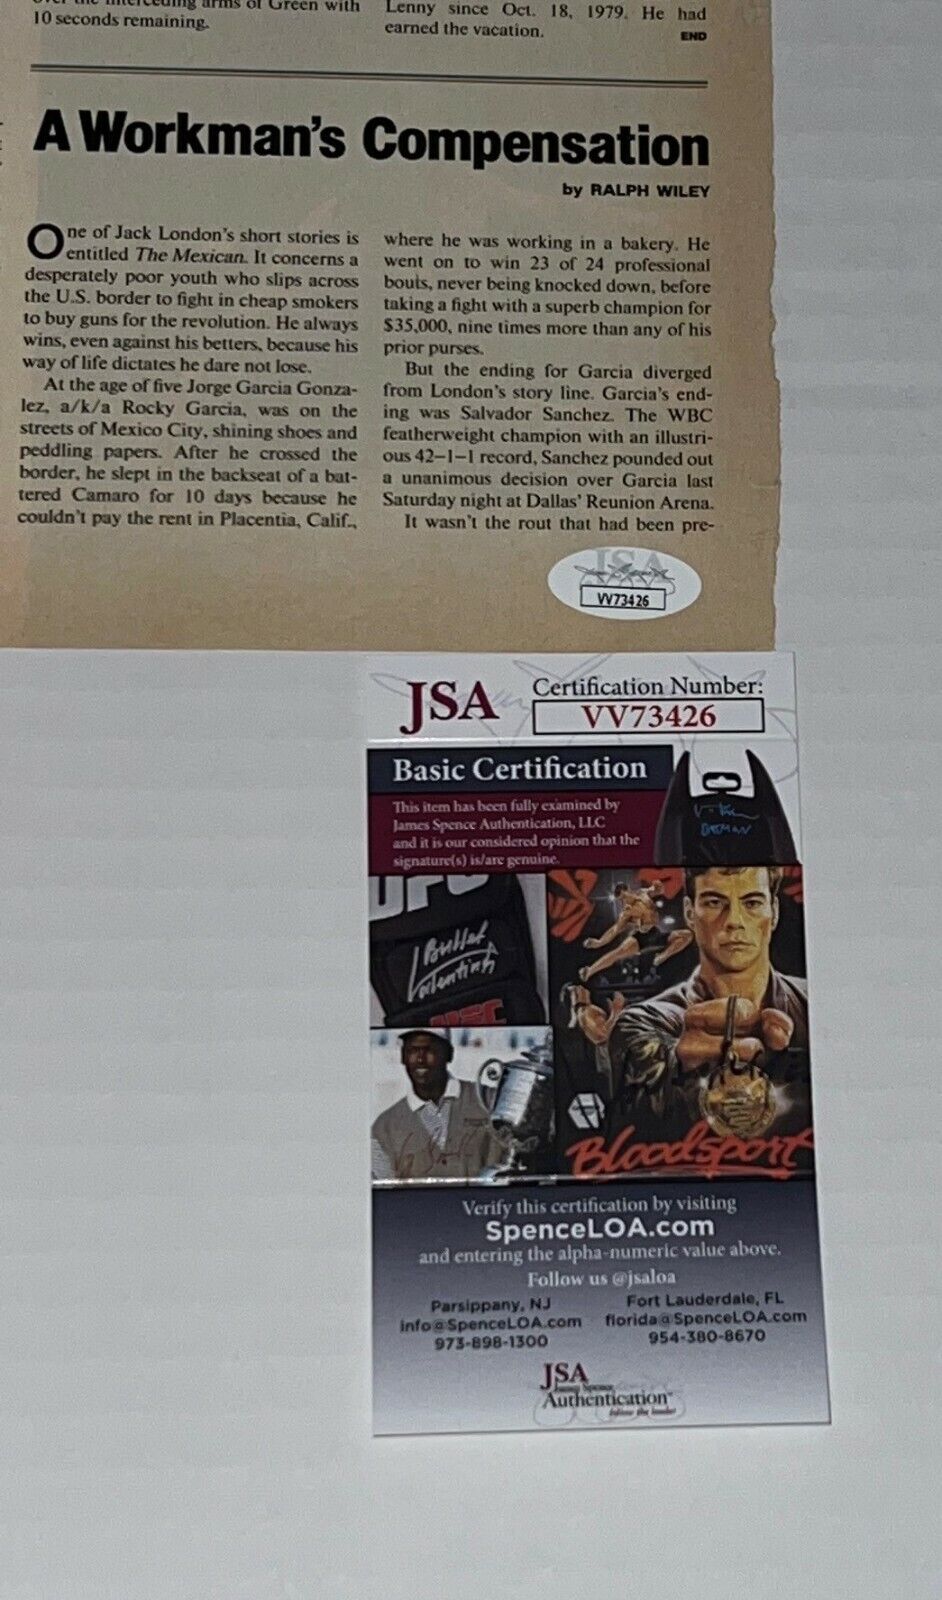 over the interceding arms of Green with
10 seconds remaining.
Lenny since Oct. 18, 1979. He had
earned the vacation.
END
A Workman's Compensation
by RALPH WILEY
One of Jack London's short stories is
entitled The Mexican. It concerns a
desperately poor youth who slips across
the U.S. border to fight in cheap smokers
to buy guns for the revolution. He always
wins, even against his betters, because his
way of life dictates he dare not lose.
At the age of five Jorge Garcia Gonza-
lez, a/k/a Rocky Garcia, was on the
streets of Mexico City, shining shoes and
peddling papers. After he crossed the
border, he slept in the backseat of a bat-
tered Camaro for 10 days because he
couldn't pay the rent in Placentia, Calif.,
where he was working in a bakery. He
went on to win 23 of 24 professional
bouts, never being knocked down, before
taking a fight with a superb champion for
$35,000, nine times more than any of his
prior purses.
But the ending for Garcia diverged
from London's story line. Garcia's end-
ing was Salvador Sanchez. The WBC
featherweight champion with an illustri-
ous 42–1–1 record, Sanchez pounded out
a unanimous decision over Garcia last
Saturday night at Dallas' Reunion Arena.
It wasn't the rout that had been pre-
JSA
VV73426
JSA
Certification Number:
VV73426
Basic Certification
This item has been fully examined by
James Spence Authentication, LLC
and it is our considered opinion that the
signature(s) is/are genuine.
BATMAN
UFC
Bullet
Valentina
UFC
Bloodsport
Verify this certification by visiting
SpenceLOA.com
and entering the alpha-numeric value above.
Follow us @jsaloa
Parsippany, NJ
info@SpenceLOA.com
973-898-1300
Fort Lauderdale, FL
florida@SpenceLOA.com
954-380-8670
JSA
James Spence
Authentication
follow the leader